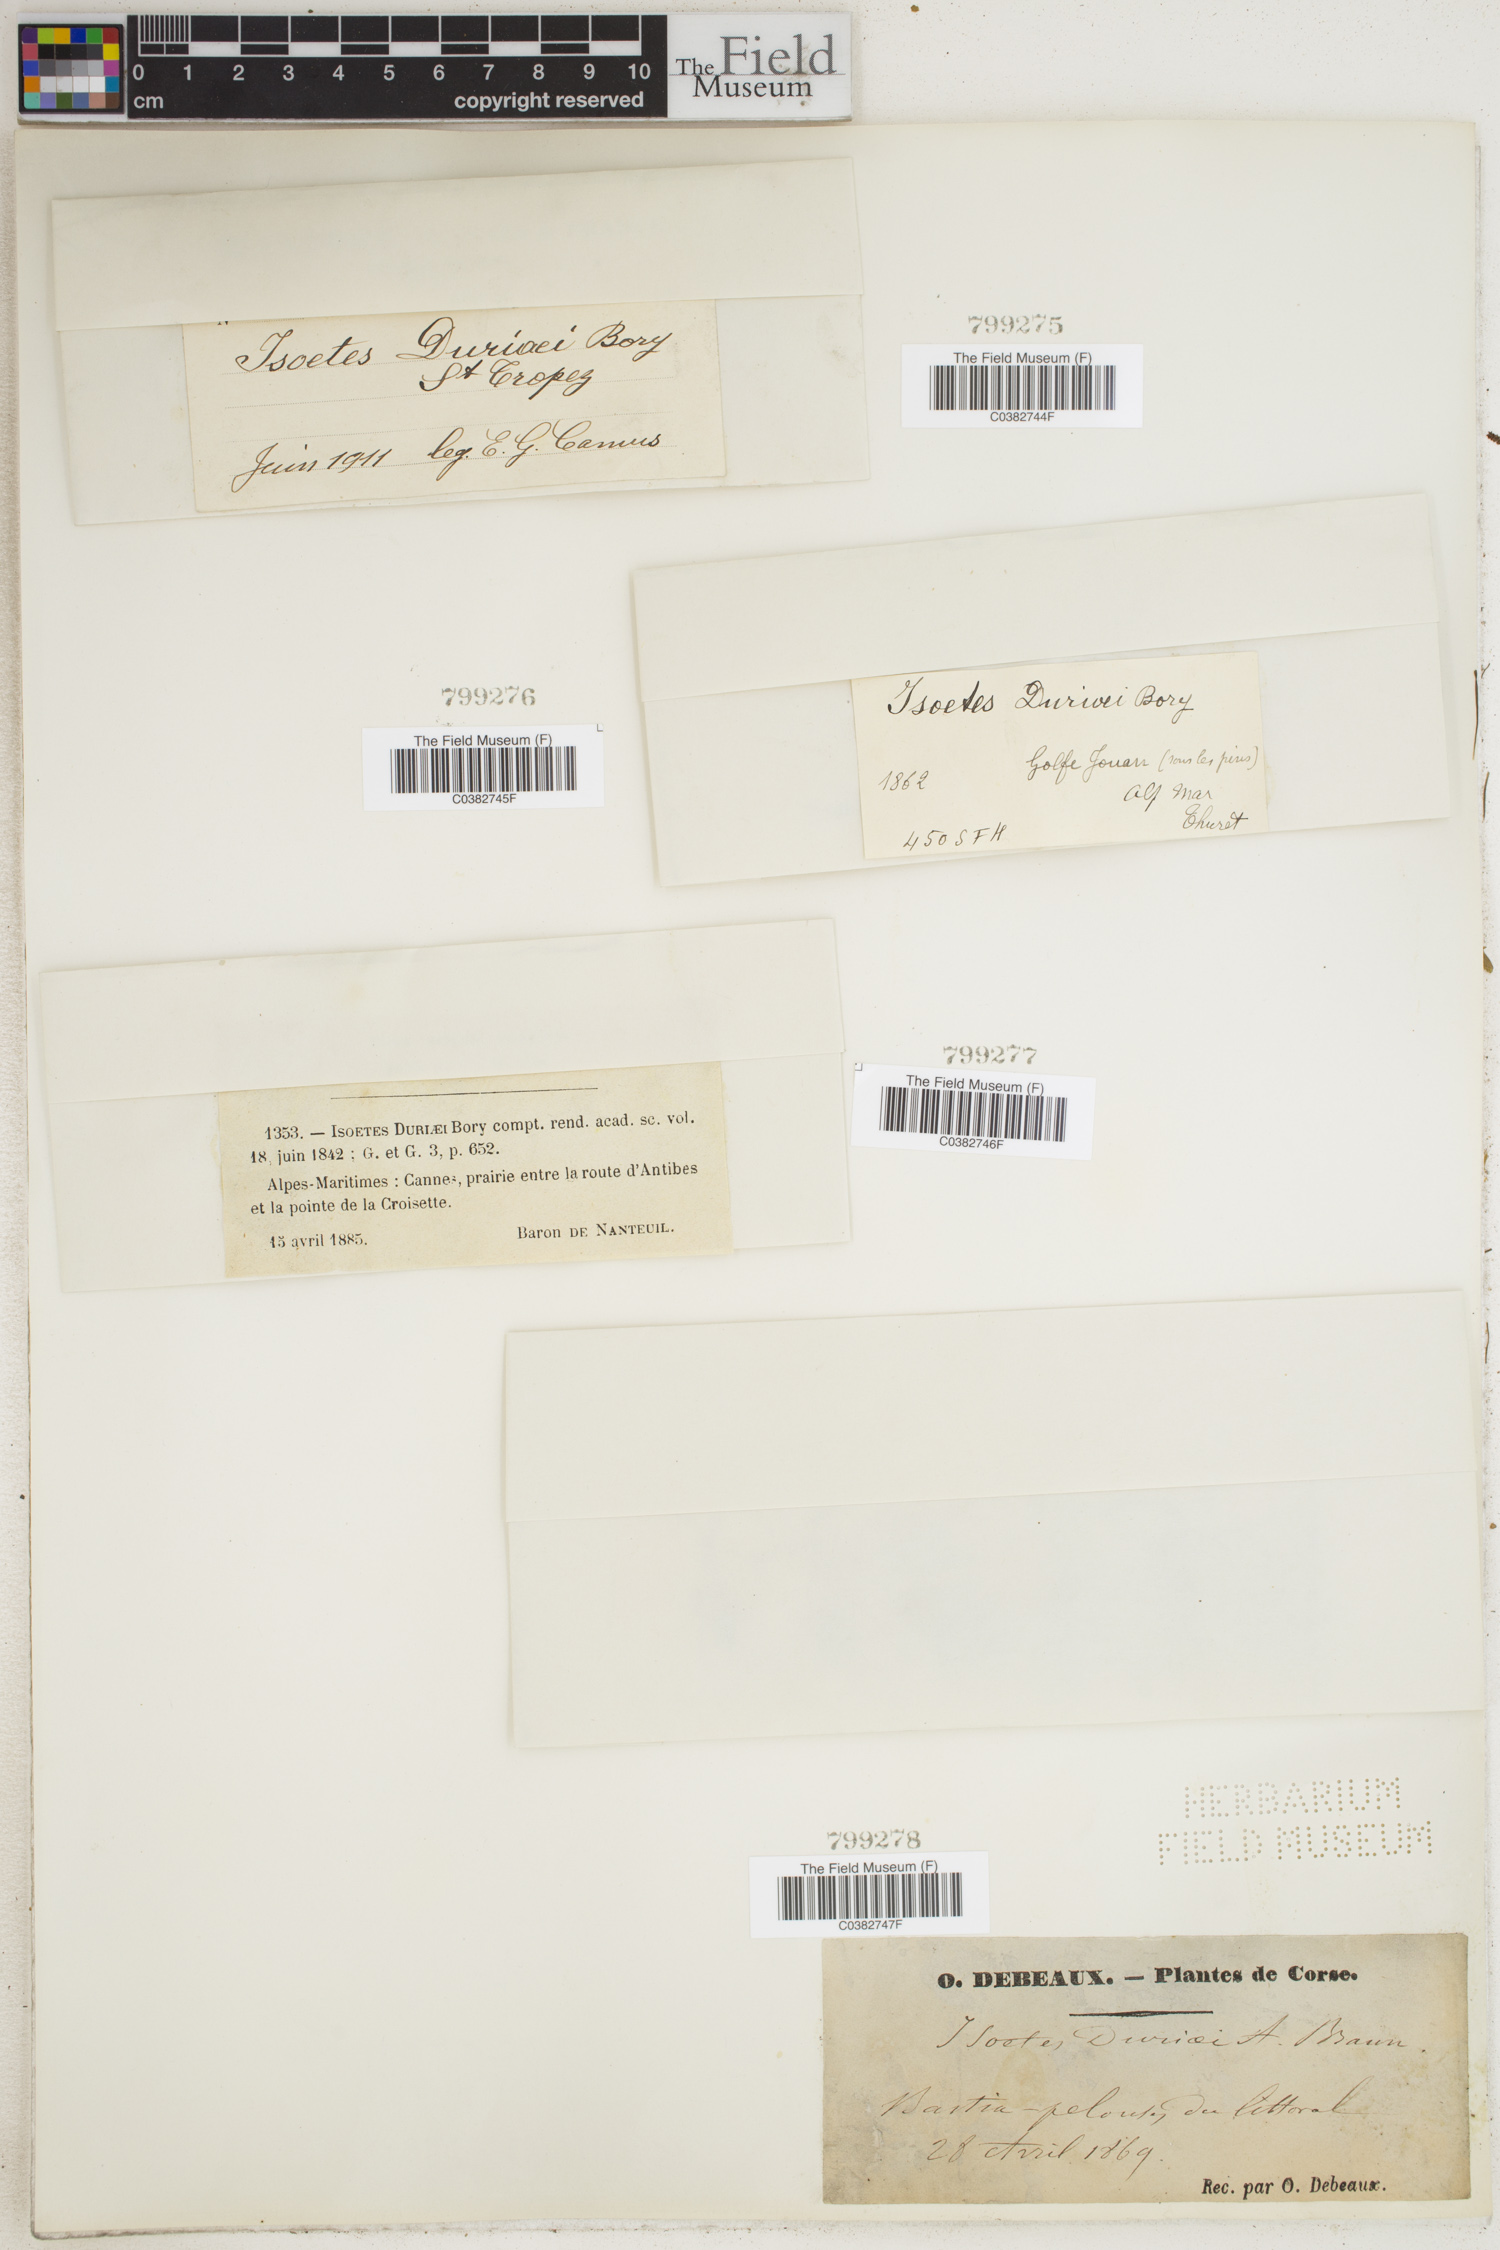 0 1 2 3 4 5 6 7 8 9 10
cm
copyright reserved
The Field
Museum
Isoetes Duriæi Bory
St Tropez
Juin 1911 leg. E. G. Camus
799275
The Field Museum (F)
C0382744F
799276
The Field Museum (F)
C0382745F
Isoetes Duriæi Bory
Golfe Jouan (sous les pins)
1862
Alp Mar
Thuret
450 S F H
799277
The Field Museum (F)
C0382746F
1353. — Isoetes Duriæi Bory compt. rend. acad. sc. vol.
18, juin 1842 ; G. et G. 3, p. 652.
Alpes-Maritimes : Cannes, prairie entre la route d'Antibes
et la pointe de la Croisette.
15 avril 1885. Baron de Nanteuil.
HERBARIUM
FIELD MUSEUM
799278
The Field Museum (F)
C0382747F
O. DEBEAUX. — Plantes de Corse.
Isoetes Duriæi A. Braun.
Bastia - pelouses du littoral
28 Avril 1869.
Rec. par O. Debeaux.